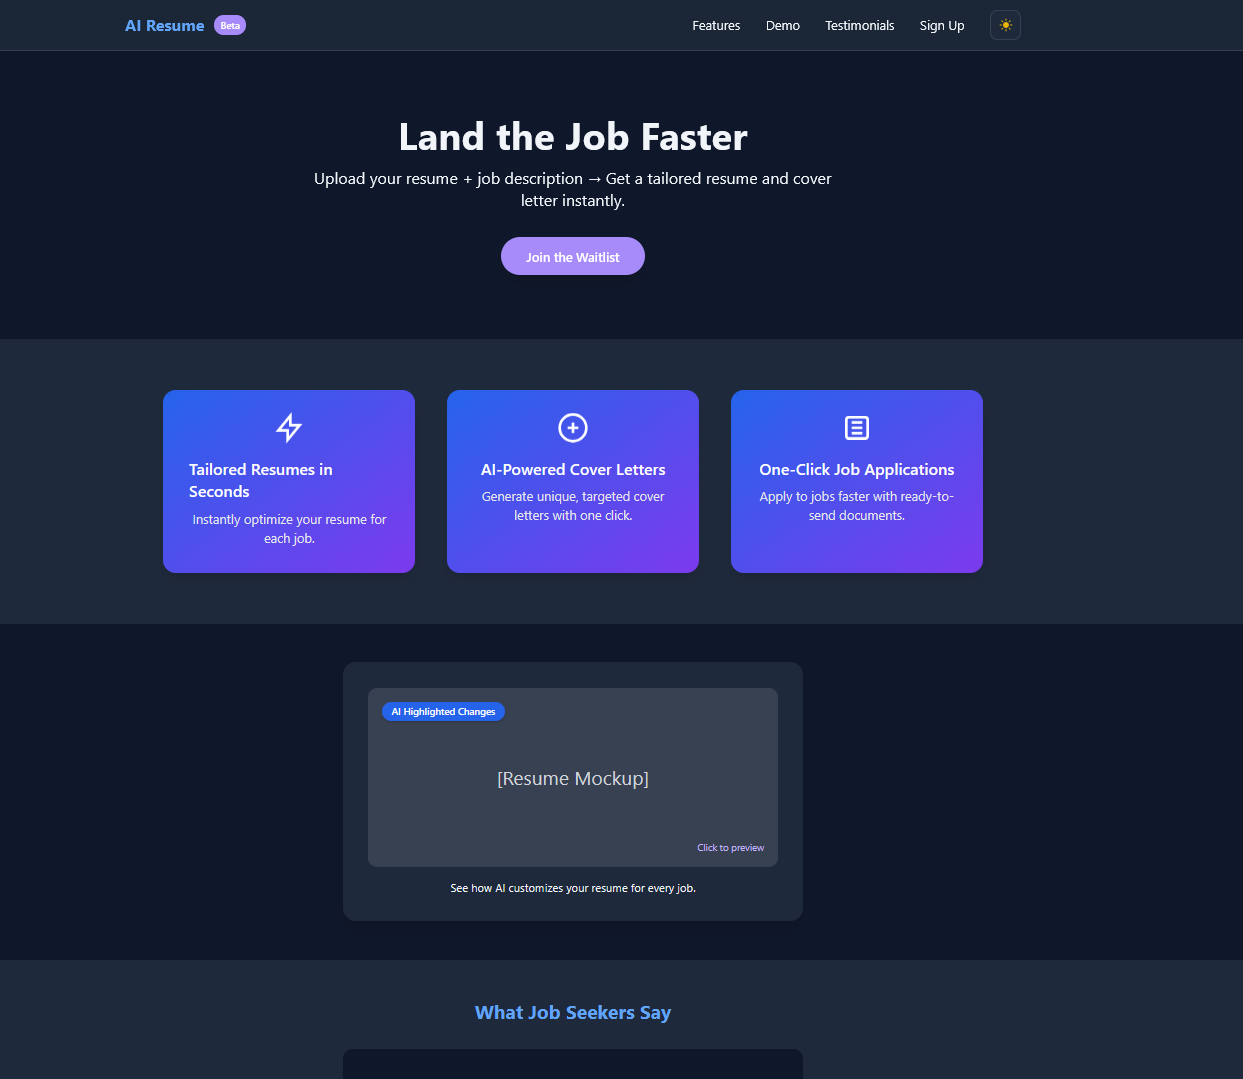 AI Resume Beta Features Demo Testimonials Sign Up
Land the Job Faster
Upload your resume + job description → Get a tailored resume and cover
letter instantly.
Join the Waitlist
Tailored Resumes in
Seconds
Instantly optimize your resume for
each job.
AI-Powered Cover Letters
Generate unique, targeted cover
letters with one click.
One-Click Job Applications
Apply to jobs faster with ready-to-
send documents.
AI Highlighted Changes
[Resume Mockup]
Click to preview
See how AI customizes your resume for every job.
What Job Seekers Say